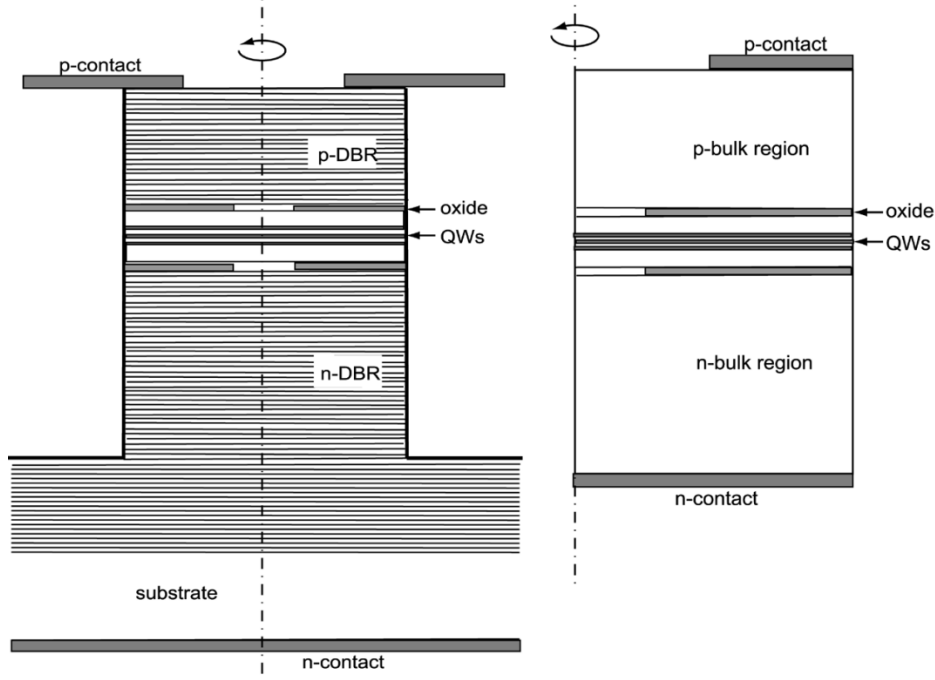 p-contact
p-DBR
oxide
QWs
n-DBR
substrate
n-contact
p-contact
p-bulk region
oxide
QWs
n-bulk region
n-contact